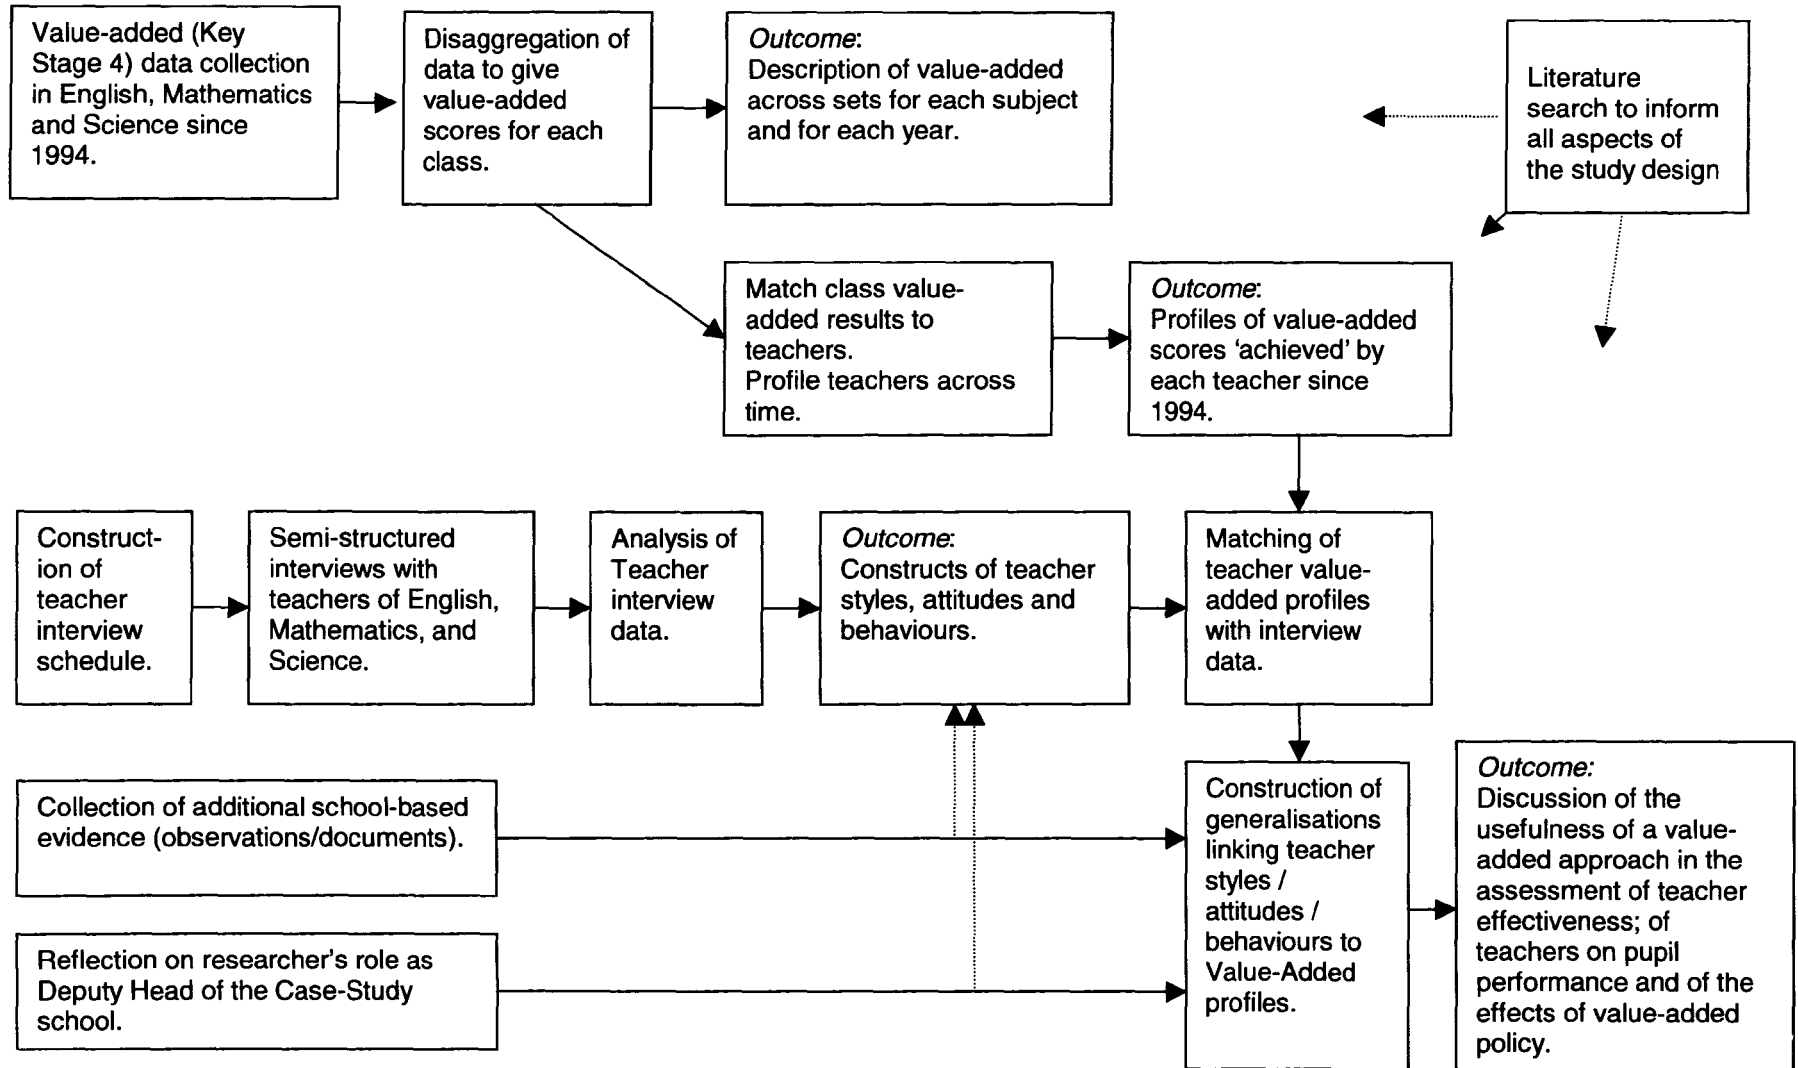 Value-added (Key
Stage 4) data collection
in English, Mathematics
and Science since
1994.
Disaggregation of
data to give
value-added
scores for each
class.
Outcome:
Description of value-added
across sets for each subject
and for each year.
Literature
search to inform
all aspects of
the study design
Match class value-
added results to
teachers.
Profile teachers across
time.
Outcome:
Profiles of value-added
scores ‘achieved’ by
each teacher since
1994.
Construct-
ion of
teacher
interview
schedule.
Semi-structured
interviews with
teachers of English,
Mathematics, and
Science.
Analysis of
Teacher
interview
data.
Outcome:
Constructs of teacher
styles, attitudes and
behaviours.
Matching of
teacher value-
added profiles
with interview
data.
Collection of additional school-based
evidence (observations/documents).
Reflection on researcher's role as
Deputy Head of the Case-Study
school.
Construction of
generalisations
linking teacher
styles /
attitudes /
behaviours to
Value-Added
profiles.
Outcome:
Discussion of the
usefulness of a value-
added approach in the
assessment of teacher
effectiveness; of
teachers on pupil
performance and of the
effects of value-added
policy.